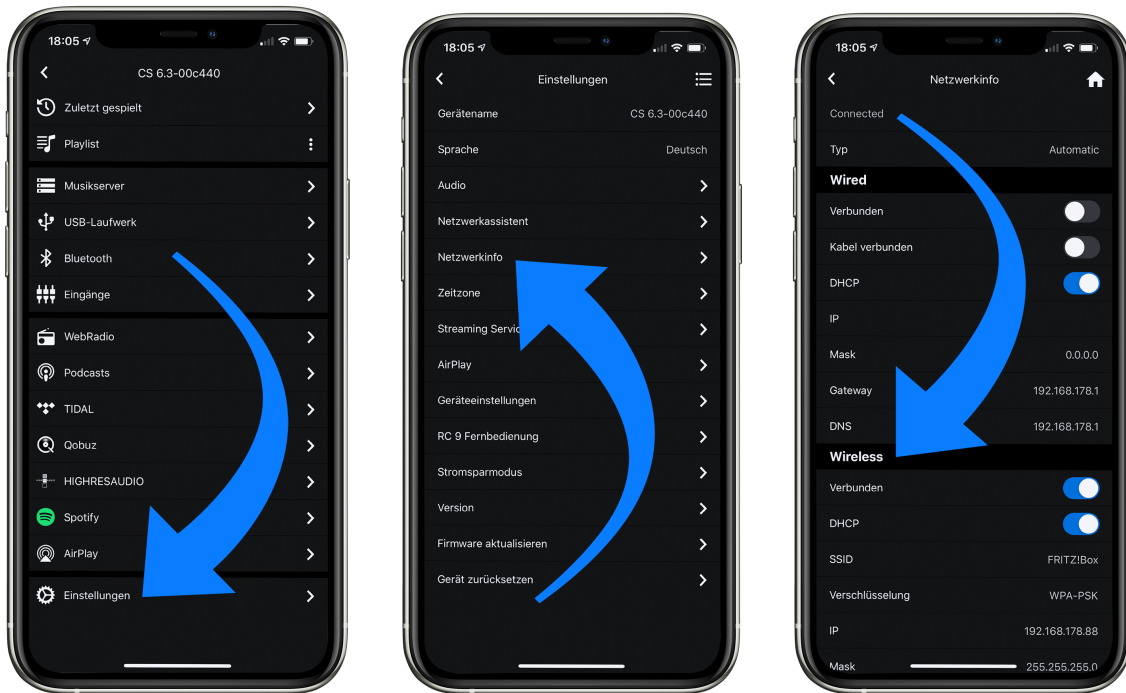 18:05
CS 6.3-00c440
Zuletzt gespielt
Playlist
Musikserver
USB-Laufwerk
Bluetooth
Eingänge
WebRadio
Podcasts
TIDAL
Qobuz
HIGHRESAUDIO
Spotify
AirPlay
Einstellungen
18:05
Einstellungen
Gerätename CS 6.3-00c440
Sprache Deutsch
Audio
Netzwerkassistent
Netzwerkinfo
Zeitzone
Streaming Servic
AirPlay
Geräteeinstellungen
RC 9 Fernbedienung
Stromsparmodus
Version
Firmware aktualisieren
Gerät zurücksetzen
18:05
Netzwerkinfo
Connected
Typ Automatic
Wired
Verbunden
Kabel verbunden
DHCP
IP
Mask 0.0.0.0
Gateway 192.168.178.1
DNS 192.168.178.1
Wireless
Verbunden
DHCP
SSID FRITZ!Box
Verschlüsselung WPA-PSK
IP 192.168.178.88
Mask 255.255.255.0